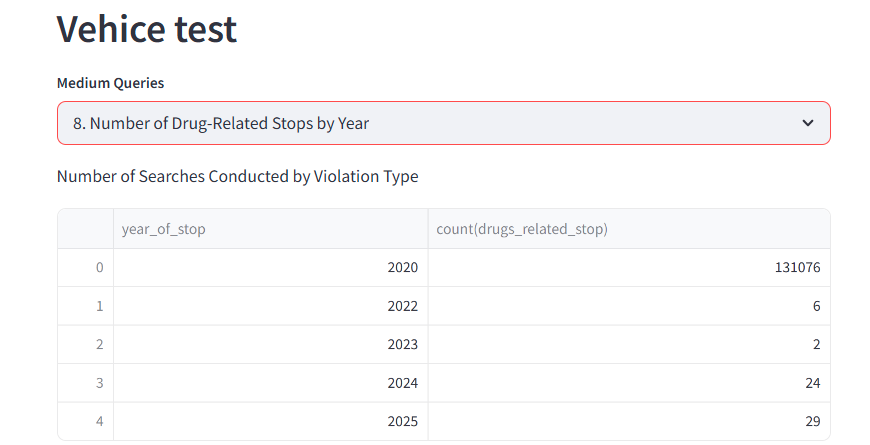 Vehice test
Medium Queries
8. Number of Drug-Related Stops by Year
Number of Searches Conducted by Violation Type
year_of_stop count(drugs_related_stop)
0 2020 131076
1 2022 6
2 2023 2
3 2024 24
4 2025 29